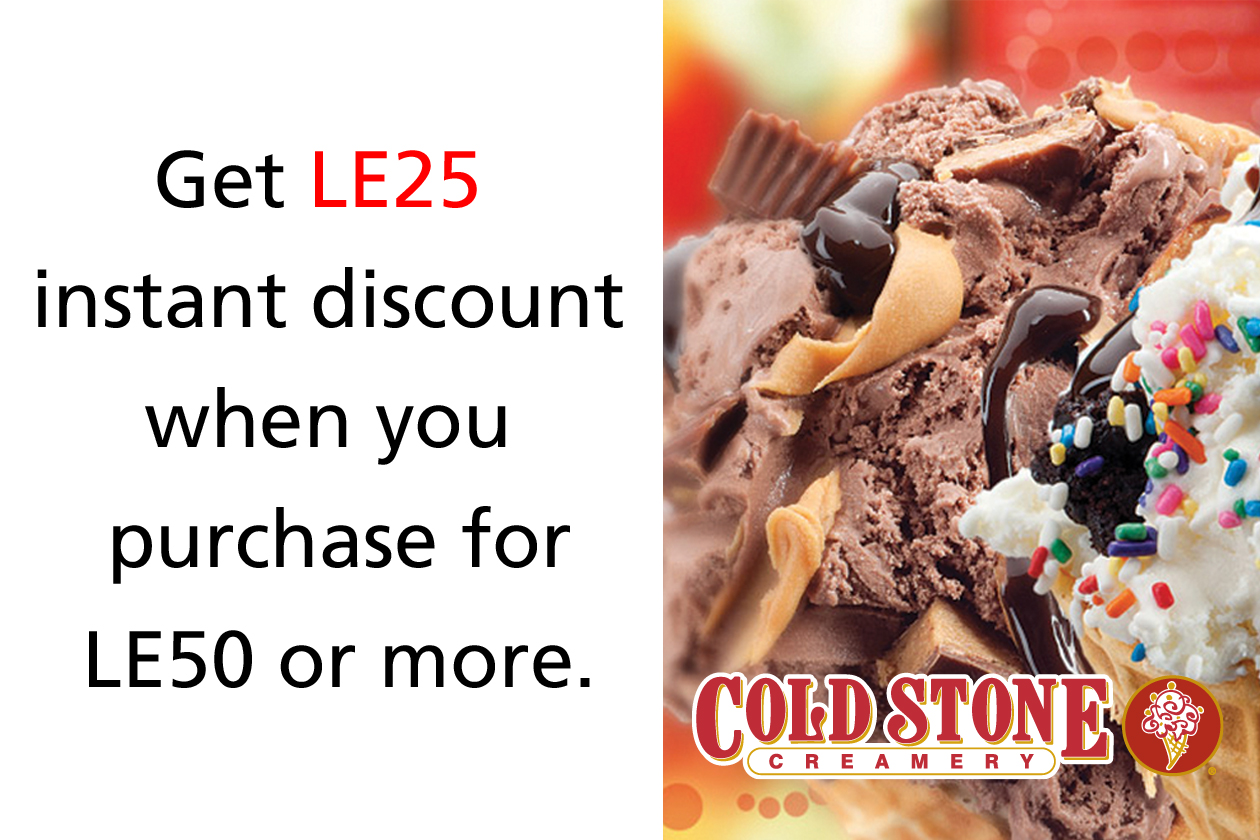 Get LE25
instant discount
when you
purchase for
LE50 or more.
COLD STONE
CREAMERY